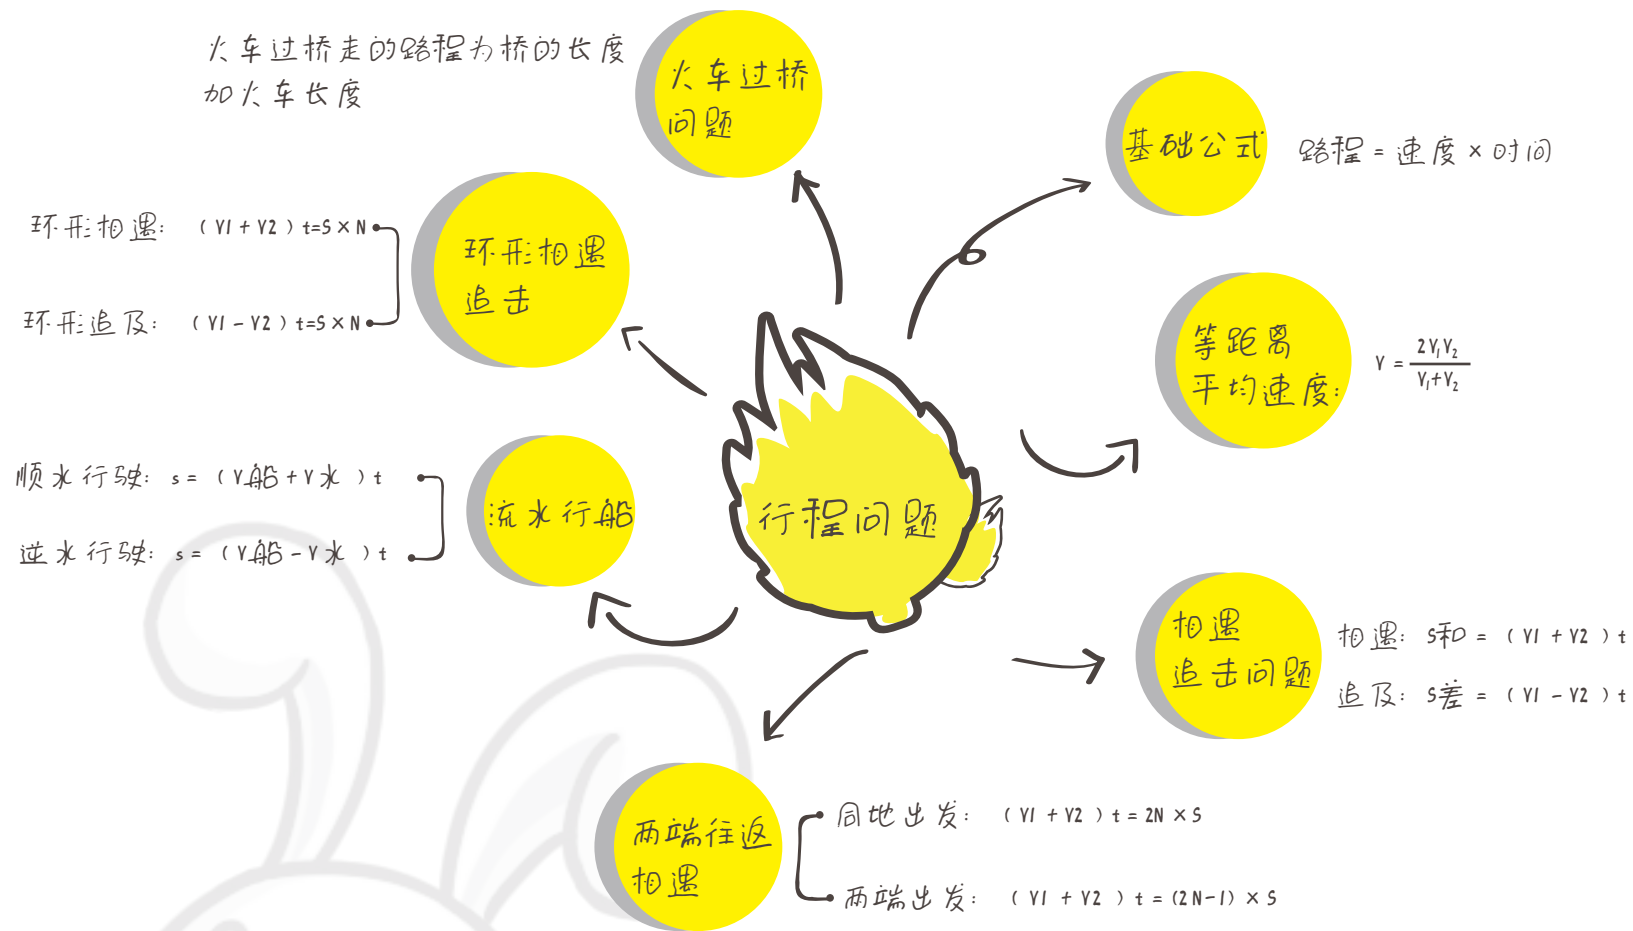 火车过桥走的路程为桥的长度
加火车长度
火车过桥
问题
基础公式
路程=速度×时间
环形相遇：（V1+V2）t=S×N
环形追及：（V1-V2）t=S×N
环形相遇
追击
等距离
平均速度：
V=2V₁V₂/V₁+V₂
顺水行驶：s=（V船+V水）t
逆水行驶：s=（V船-V水）t
流水行船
行程问题
相遇
追击问题
相遇：S和=（V1+V2）t
追及：S差=（V1-V2）t
两端往返
相遇
同地出发：（V1+V2）t=2N×S
两端出发：（V1+V2）t=(2N-1)×S